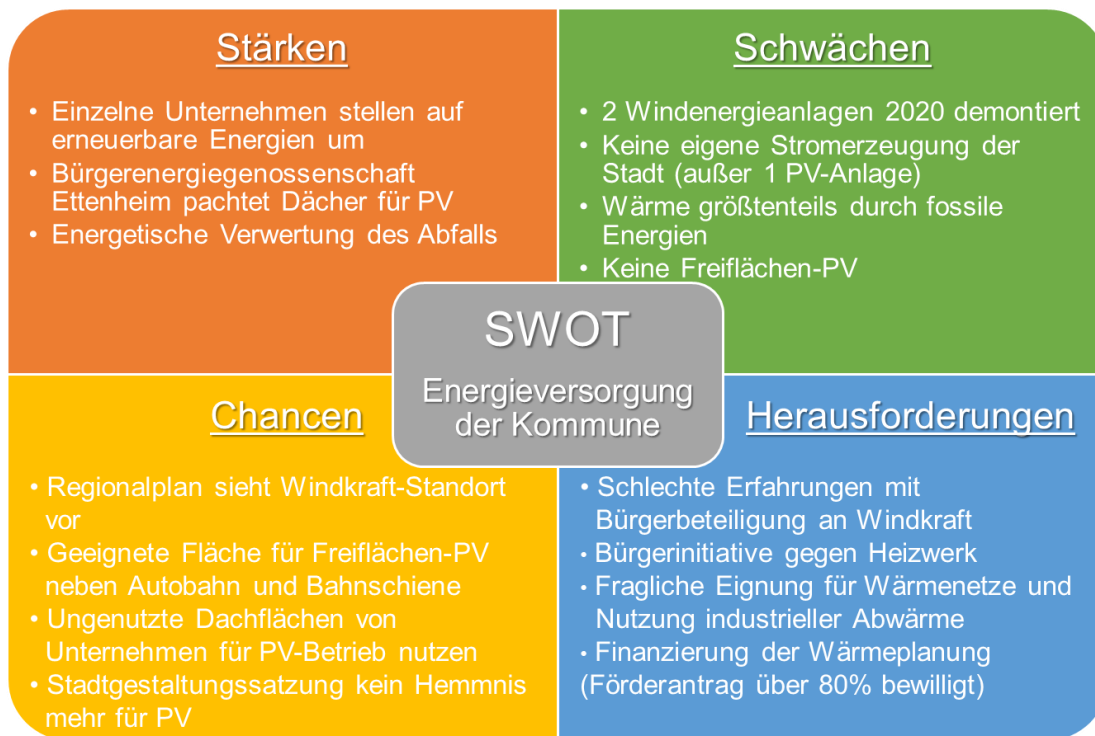 Stärken
• Einzelne Unternehmen stellen auf
erneuerbare Energien um
• Bürgerenergiegenossenschaft
Ettenheim pachtet Dächer für PV
• Energetische Verwertung des Abfalls
Schwächen
• 2 Windenergieanlagen 2020 demontiert
• Keine eigene Stromerzeugung der
Stadt (außer 1 PV-Anlage)
• Wärme größtenteils durch fossile
Energien
• Keine Freiflächen-PV
SWOT
Energieversorgung
der Kommune
Chancen
• Regionalplan sieht Windkraft-Standort
vor
• Geeignete Fläche für Freiflächen-PV
neben Autobahn und Bahnschiene
• Ungenutzte Dachflächen von
Unternehmen für PV-Betrieb nutzen
• Stadtgestaltungssatzung kein Hemmnis
mehr für PV
Herausforderungen
• Schlechte Erfahrungen mit
Bürgerbeteiligung an Windkraft
• Bürgerinitiative gegen Heizwerk
• Fragliche Eignung für Wärmenetze und
Nutzung industrieller Abwärme
• Finanzierung der Wärmeplanung
(Förderantrag über 80% bewilligt)